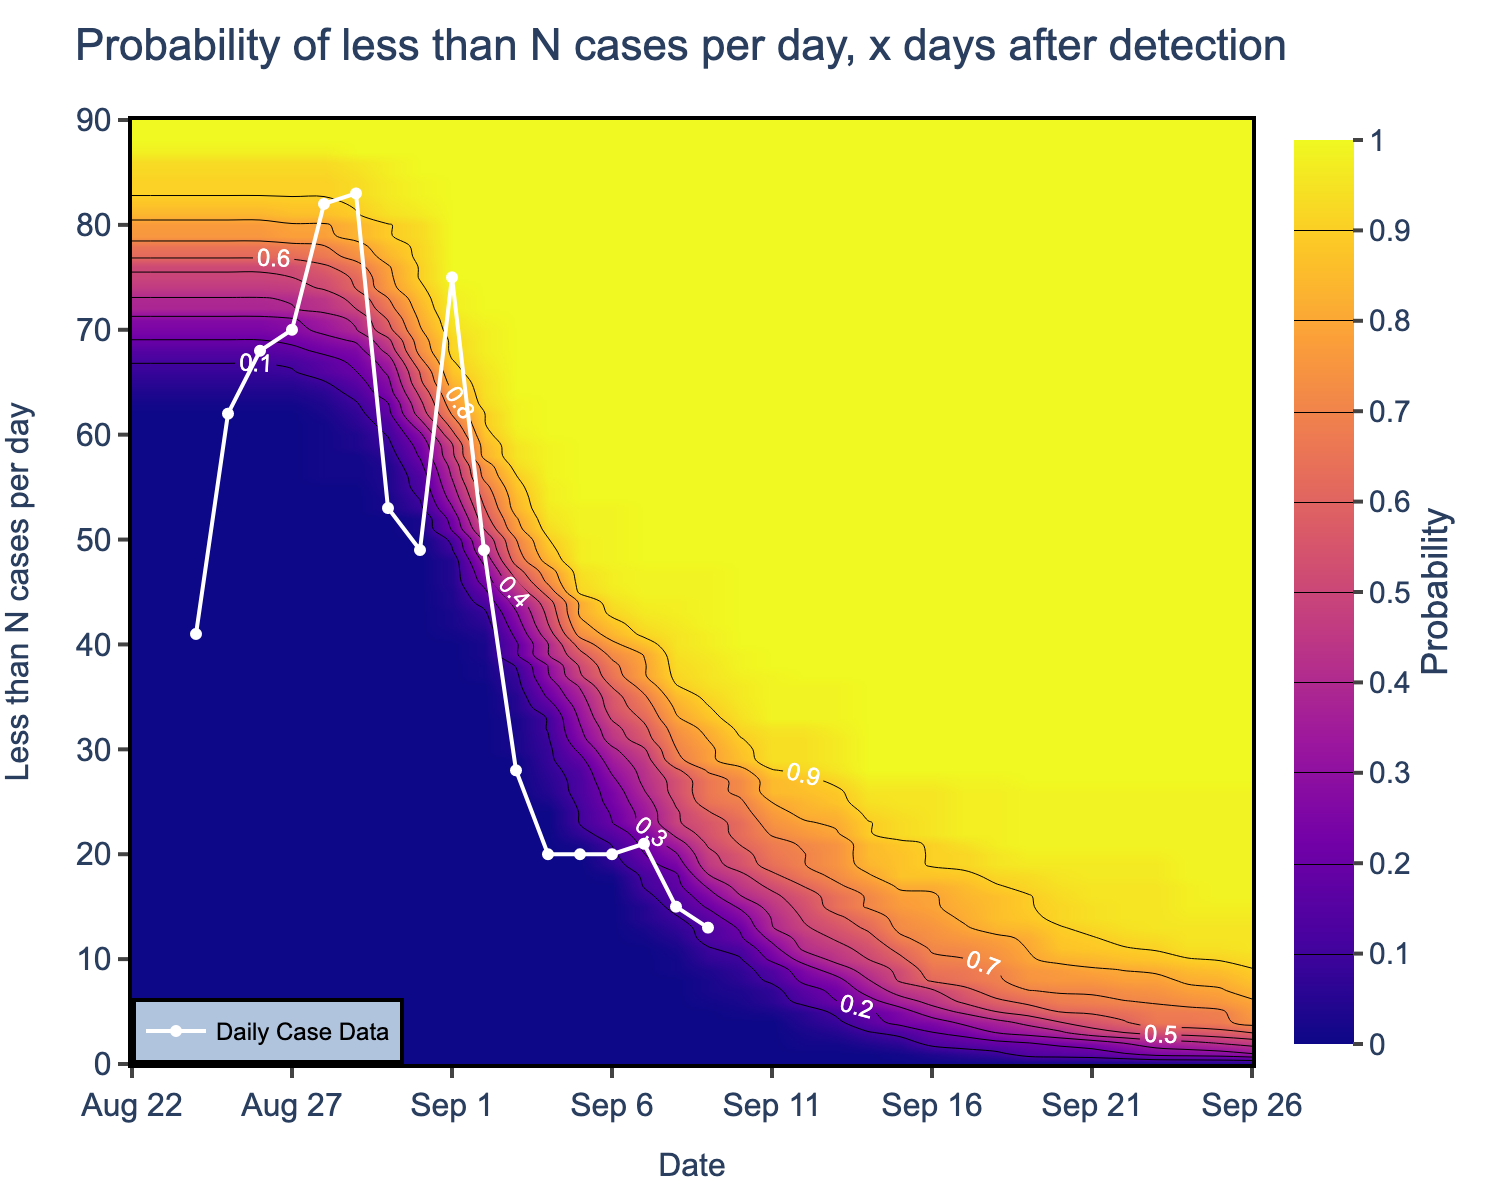 Probability of less than N cases per day, x days after detection
90
80
70
60
50
40
30
20
10
0
Less than N cases per day
0.6
0.1
0.8
0.4
0.9
0.3
0.7
0.2
0.5
Daily Case Data
Aug 22
Aug 27
Sep 1
Sep 6
Sep 11
Sep 16
Sep 21
Sep 26
Date
1
0.9
0.8
0.7
0.6
0.5
0.4
0.3
0.2
0.1
0
Probability